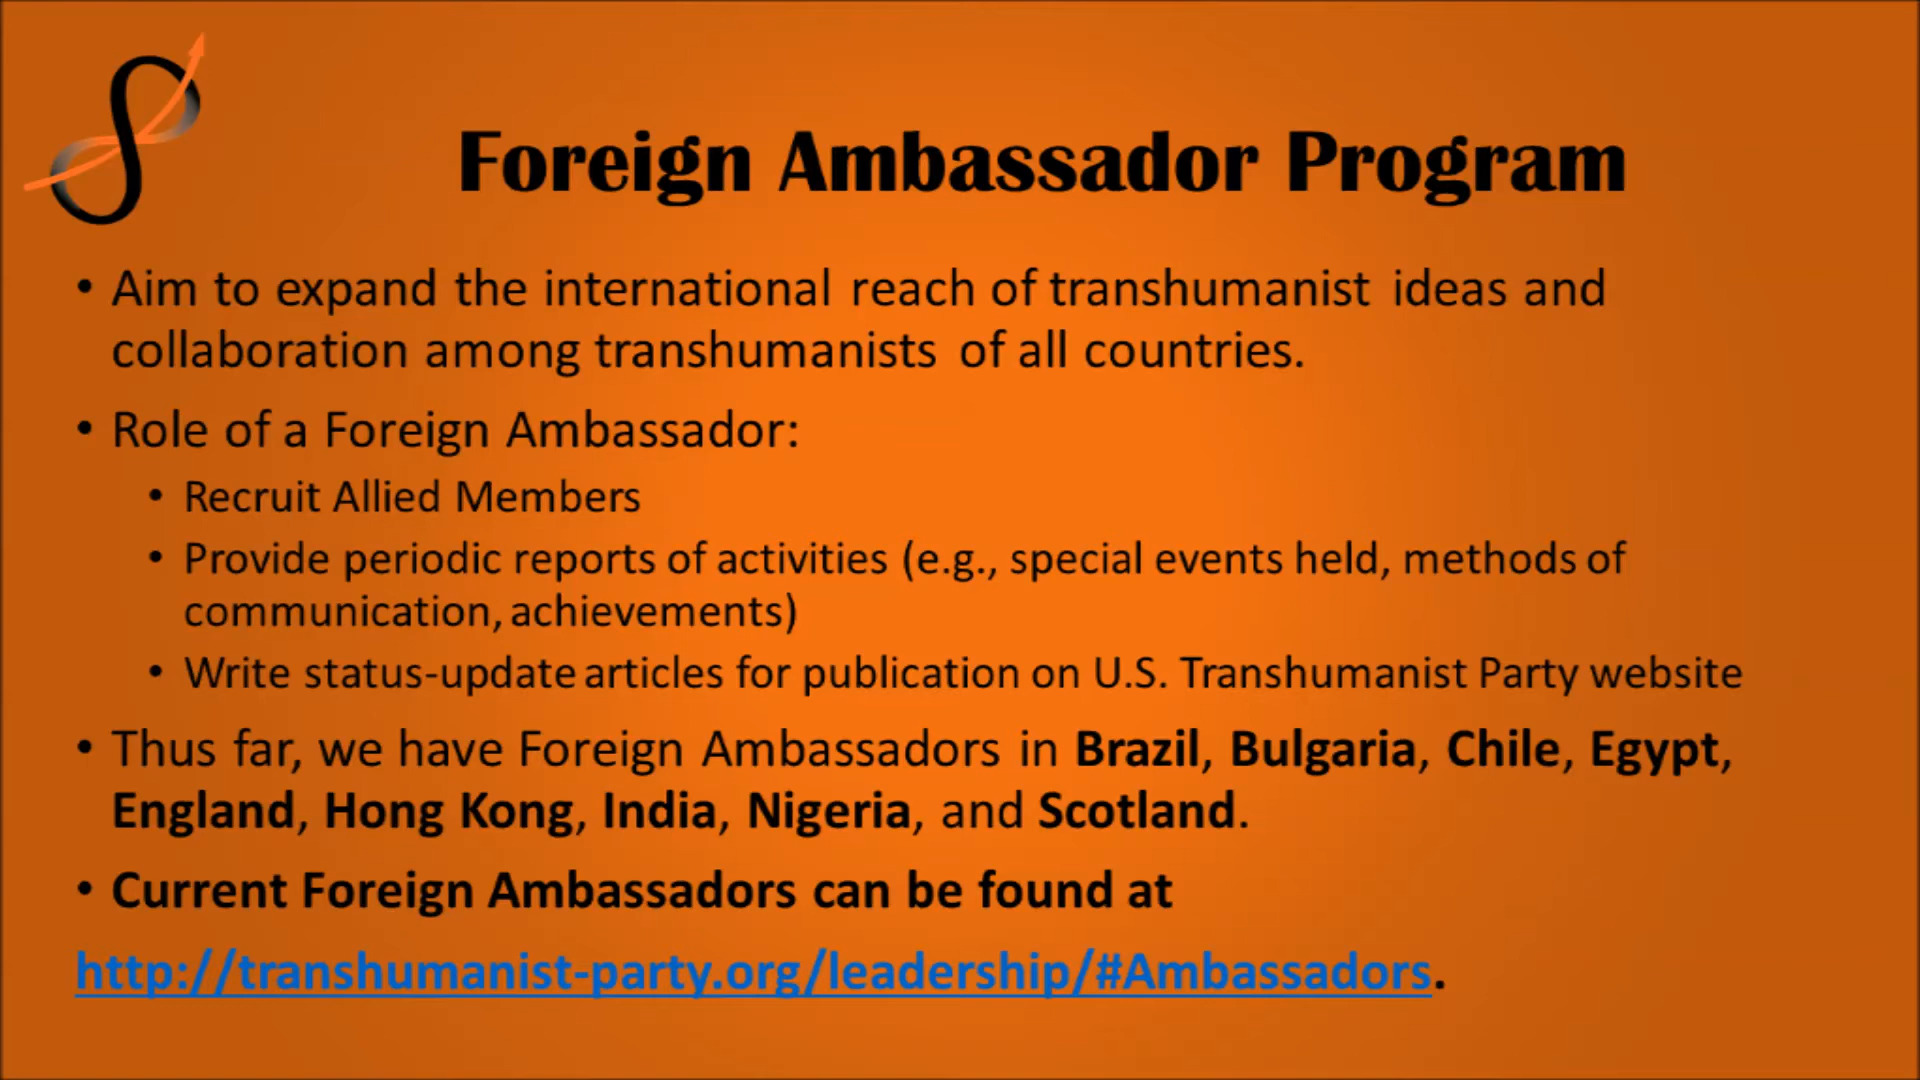 Foreign Ambassador Program
• Aim to expand the international reach of transhumanist ideas and
collaboration among transhumanists of all countries.
• Role of a Foreign Ambassador:
• Recruit Allied Members
• Provide periodic reports of activities (e.g., special events held, methods of
communication, achievements)
• Write status-update articles for publication on U.S. Transhumanist Party website
• Thus far, we have Foreign Ambassadors in Brazil, Bulgaria, Chile, Egypt,
England, Hong Kong, India, Nigeria, and Scotland.
• Current Foreign Ambassadors can be found at
http://transhumanist-party.org/leadership/#Ambassadors.